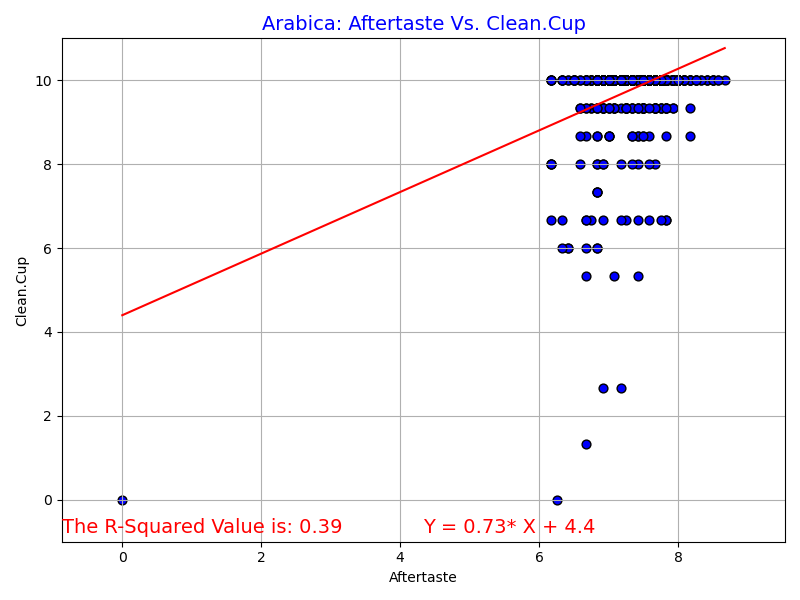 Arabica: Aftertaste Vs. Clean.Cup
10
8
6
4
2
0
Clean.Cup
The R-Squared Value is: 0.39
Y = 0.73* X + 4.4
0 2 4 6 8
Aftertaste